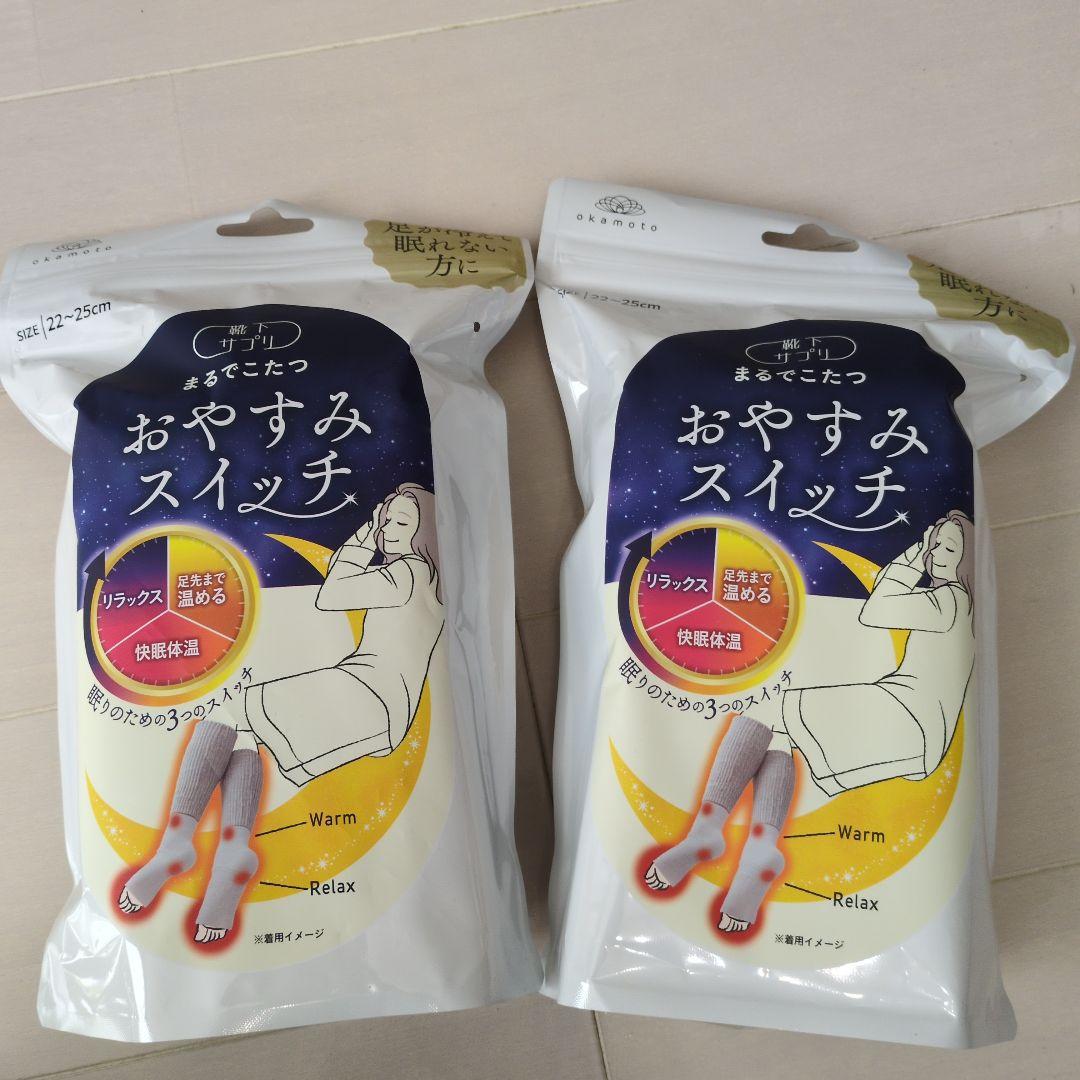 okamoto
眠れない
方に
SIZE 22~25cm
靴下
サプリ
まるでこたつ
おやすみ
スイッチ
リラックス
足先まで
温める
快眠体温
眠りのための3つのスイッチ
Warm
Relax
※着用イメージ
okamoto
眠れな
方に
22~25cm
靴下
サプリ
まるでこたつ
おやすみ
スイッチ
リラックス
足先まで
温める
快眠体温
眠りのための3つのスイッチ
Warm
Relax
※着用イメージ